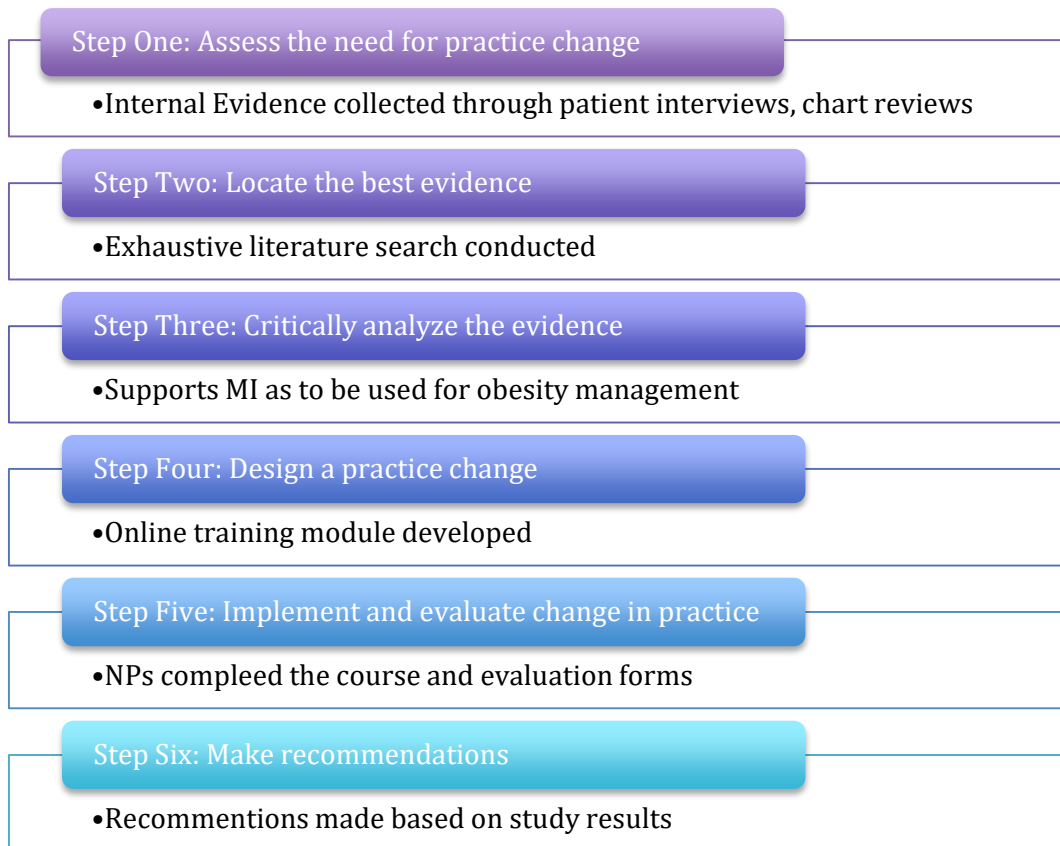 Step One: Assess the need for practice change
•Internal Evidence collected through patient interviews, chart reviews
Step Two: Locate the best evidence
•Exhaustive literature search conducted
Step Three: Critically analyze the evidence
•Supports MI as to be used for obesity management
Step Four: Design a practice change
•Online training module developed
Step Five: Implement and evaluate change in practice
•NPs compleed the course and evaluation forms
Step Six: Make recommendations
•Recommentions made based on study results